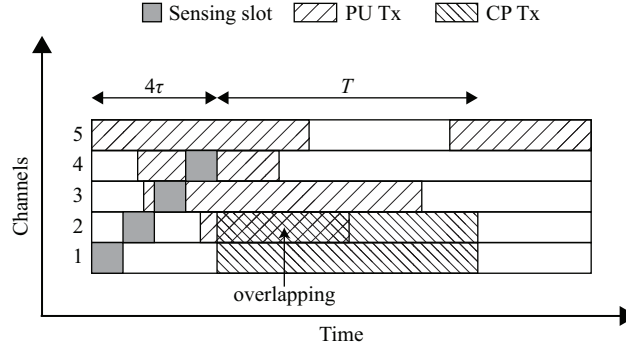 Sensing slot PU Tx CP Tx
4τ T
5
4
3
2
1
Channels
overlapping
Time